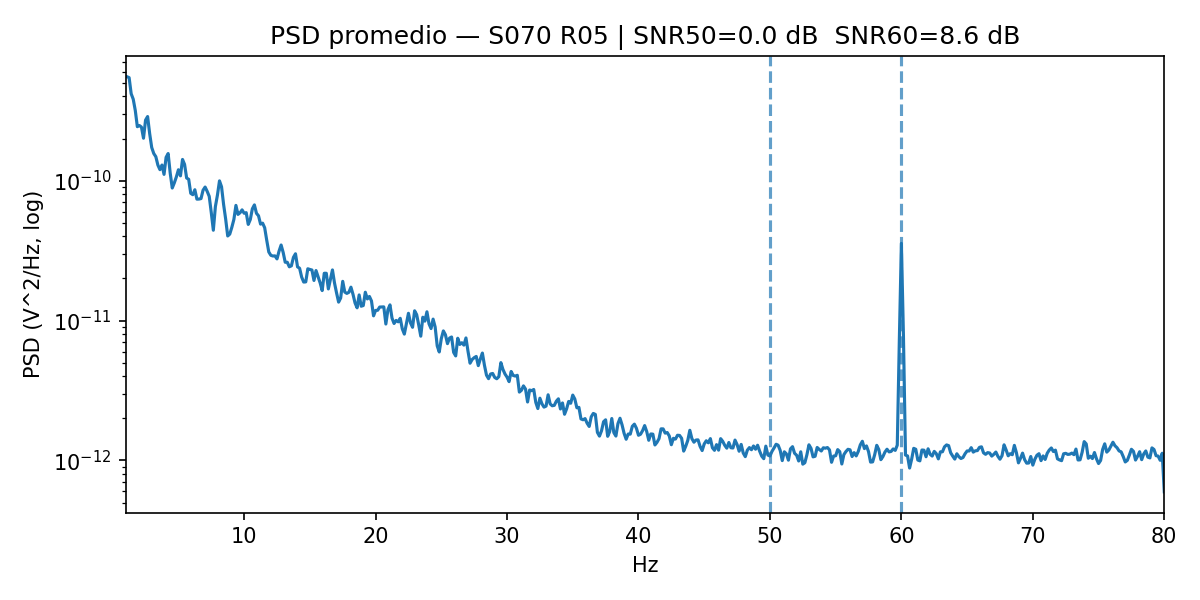 PSD promedio — S070 R05 | SNR50=0.0 dB  SNR60=8.6 dB
PSD (V^2/Hz, log)
10⁻¹⁰
10⁻¹¹
10⁻¹²
10 20 30 40 50 60 70 80
Hz